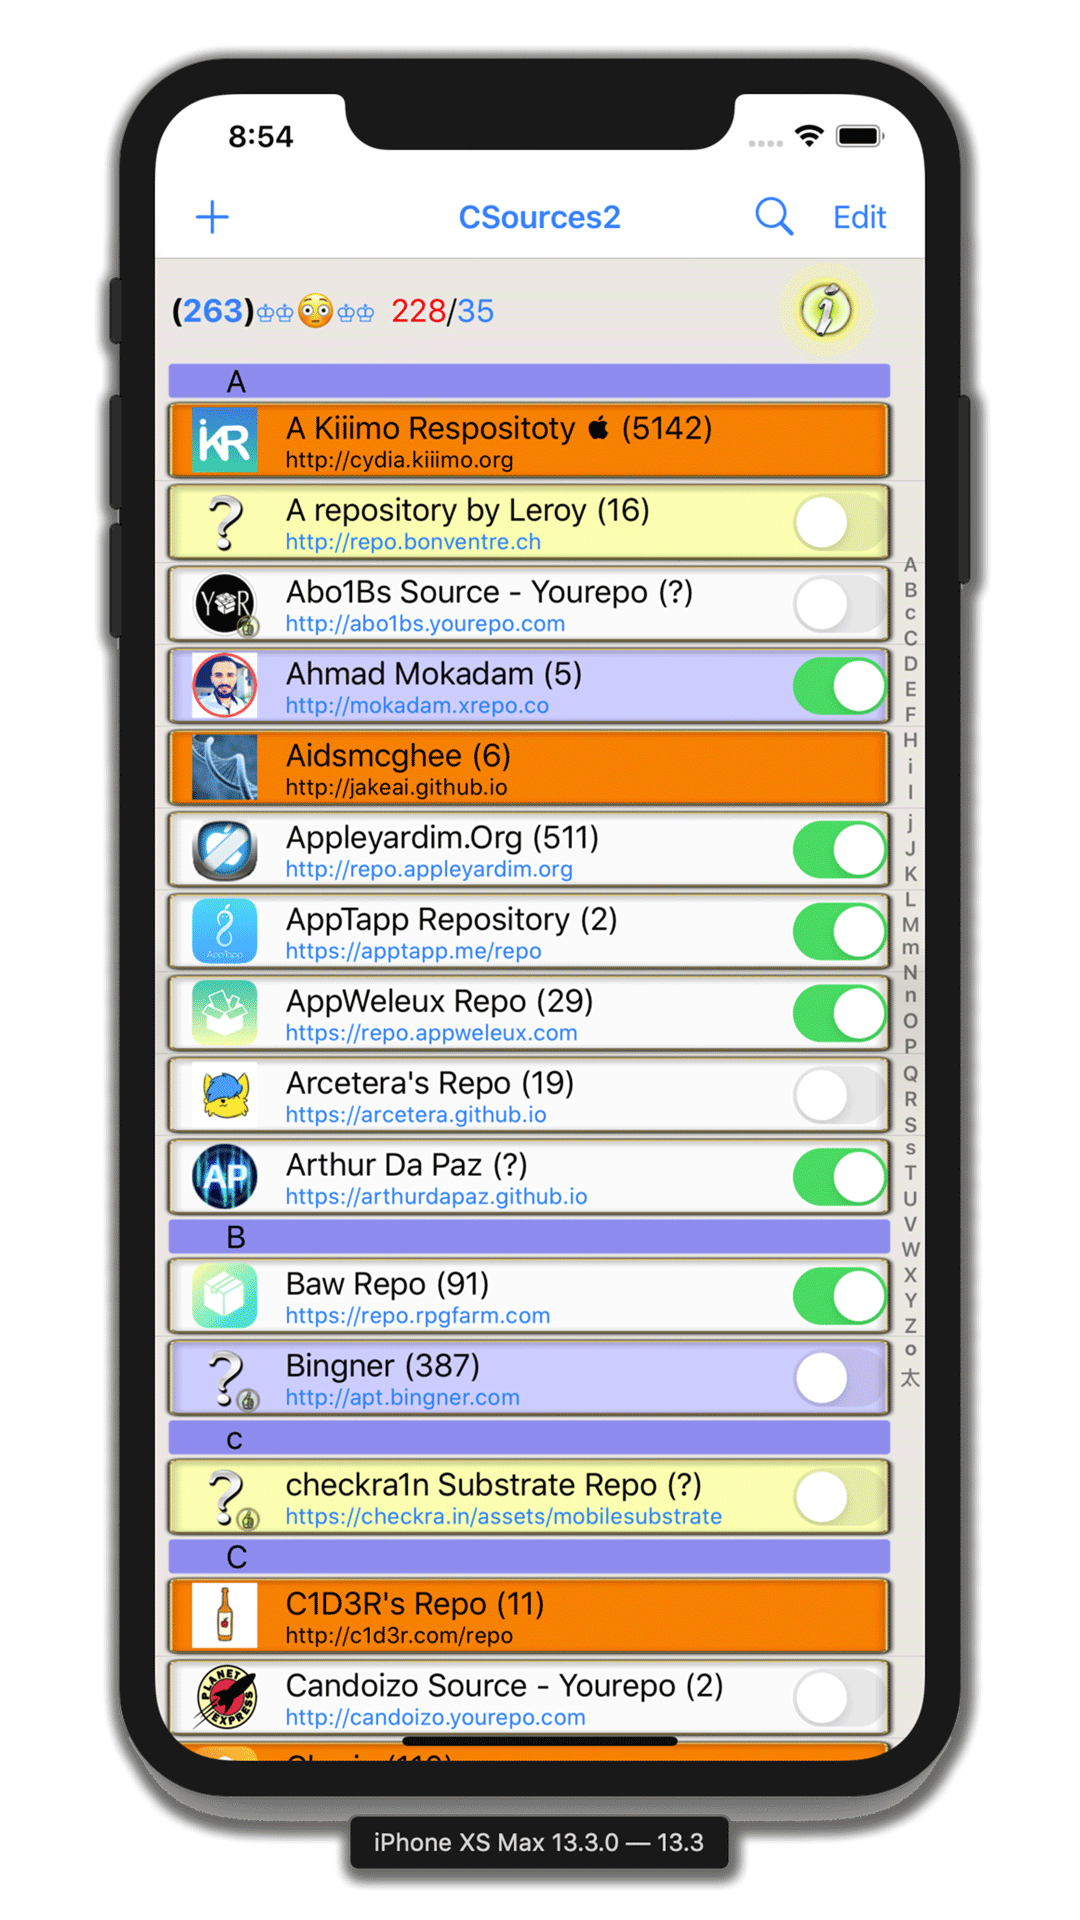 8:54
CSources2
Edit
(263)♔♔😳♔♔ 228/35
A
A Kiiimo Respositoty  (5142)
http://cydia.kiiimo.org
A repository by Leroy (16)
http://repo.bonventre.ch
Abo1Bs Source - Yourepo (?)
http://abo1bs.yourepo.com
Ahmad Mokadam (5)
http://mokadam.xrepo.co
Aidsmcghee (6)
http://jakeai.github.io
Appleyardim.Org (511)
http://repo.appleyardim.org
AppTapp Repository (2)
https://apptapp.me/repo
AppWeleux Repo (29)
https://repo.appweleux.com
Arcetera's Repo (19)
https://arcetera.github.io
AP
Arthur Da Paz (?)
https://arthurdapaz.github.io
B
Baw Repo (91)
https://repo.rpgfarm.com
Bingner (387)
http://apt.bingner.com
c
checkra1n Substrate Repo (?)
https://checkra.in/assets/mobilesubstrate
C
C1D3R's Repo (11)
http://c1d3r.com/repo
PLANET EXPRESS
Candoizo Source - Yourepo (2)
http://candoizo.yourepo.com
A
B
c
C
D
E
F
H
i
I
j
J
K
L
M
m
N
n
O
P
Q
R
S
s
T
U
V
W
X
Y
Z
o
太
iPhone XS Max 13.3.0 — 13.3